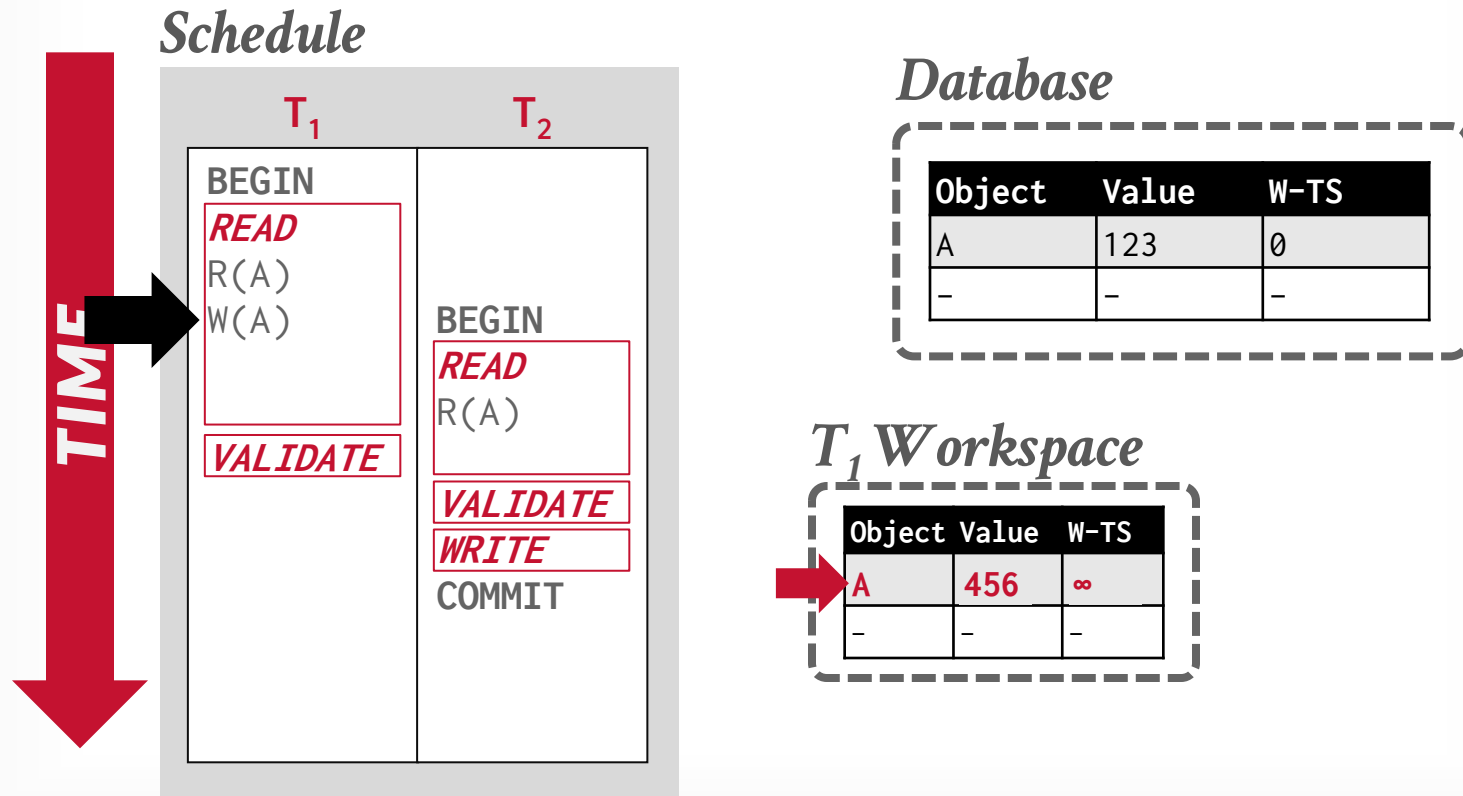 Schedule
TIME
T1 T2
BEGIN
READ
R(A)
W(A)
VALIDATE
BEGIN
READ
R(A)
VALIDATE
WRITE
COMMIT
Database
Object Value W-TS
A 123 0
- - -
T1 Workspace
Object Value W-TS
A 456 ∞
- - -